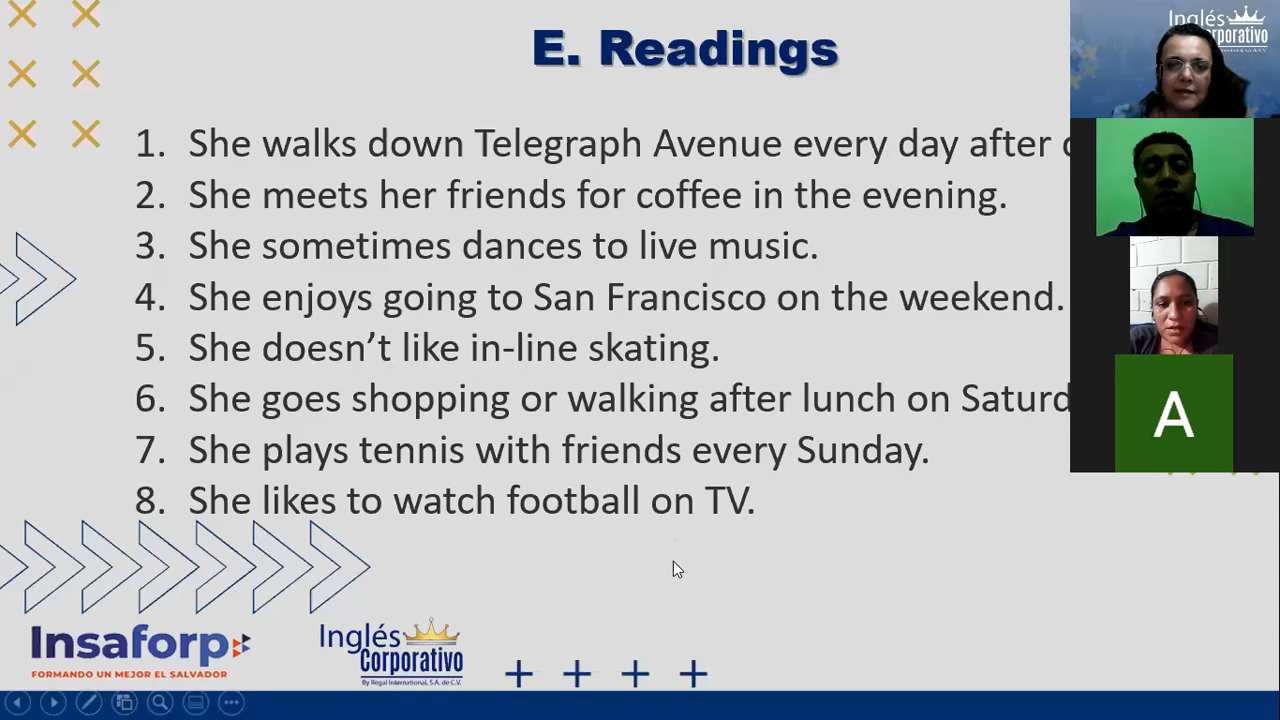 E. Readings
1. She walks down Telegraph Avenue every day after
2. She meets her friends for coffee in the evening.
3. She sometimes dances to live music.
4. She enjoys going to San Francisco on the weekend.
5. She doesn’t like in-line skating.
6. She goes shopping or walking after lunch on
7. She plays tennis with friends every Sunday.
8. She likes to watch football on TV.
Inglés
Corporativo
A
Insaforp
FORMANDO UN MEJOR EL SALVADOR
Inglés
Corporativo
By Regal International, S.A. de C.V.